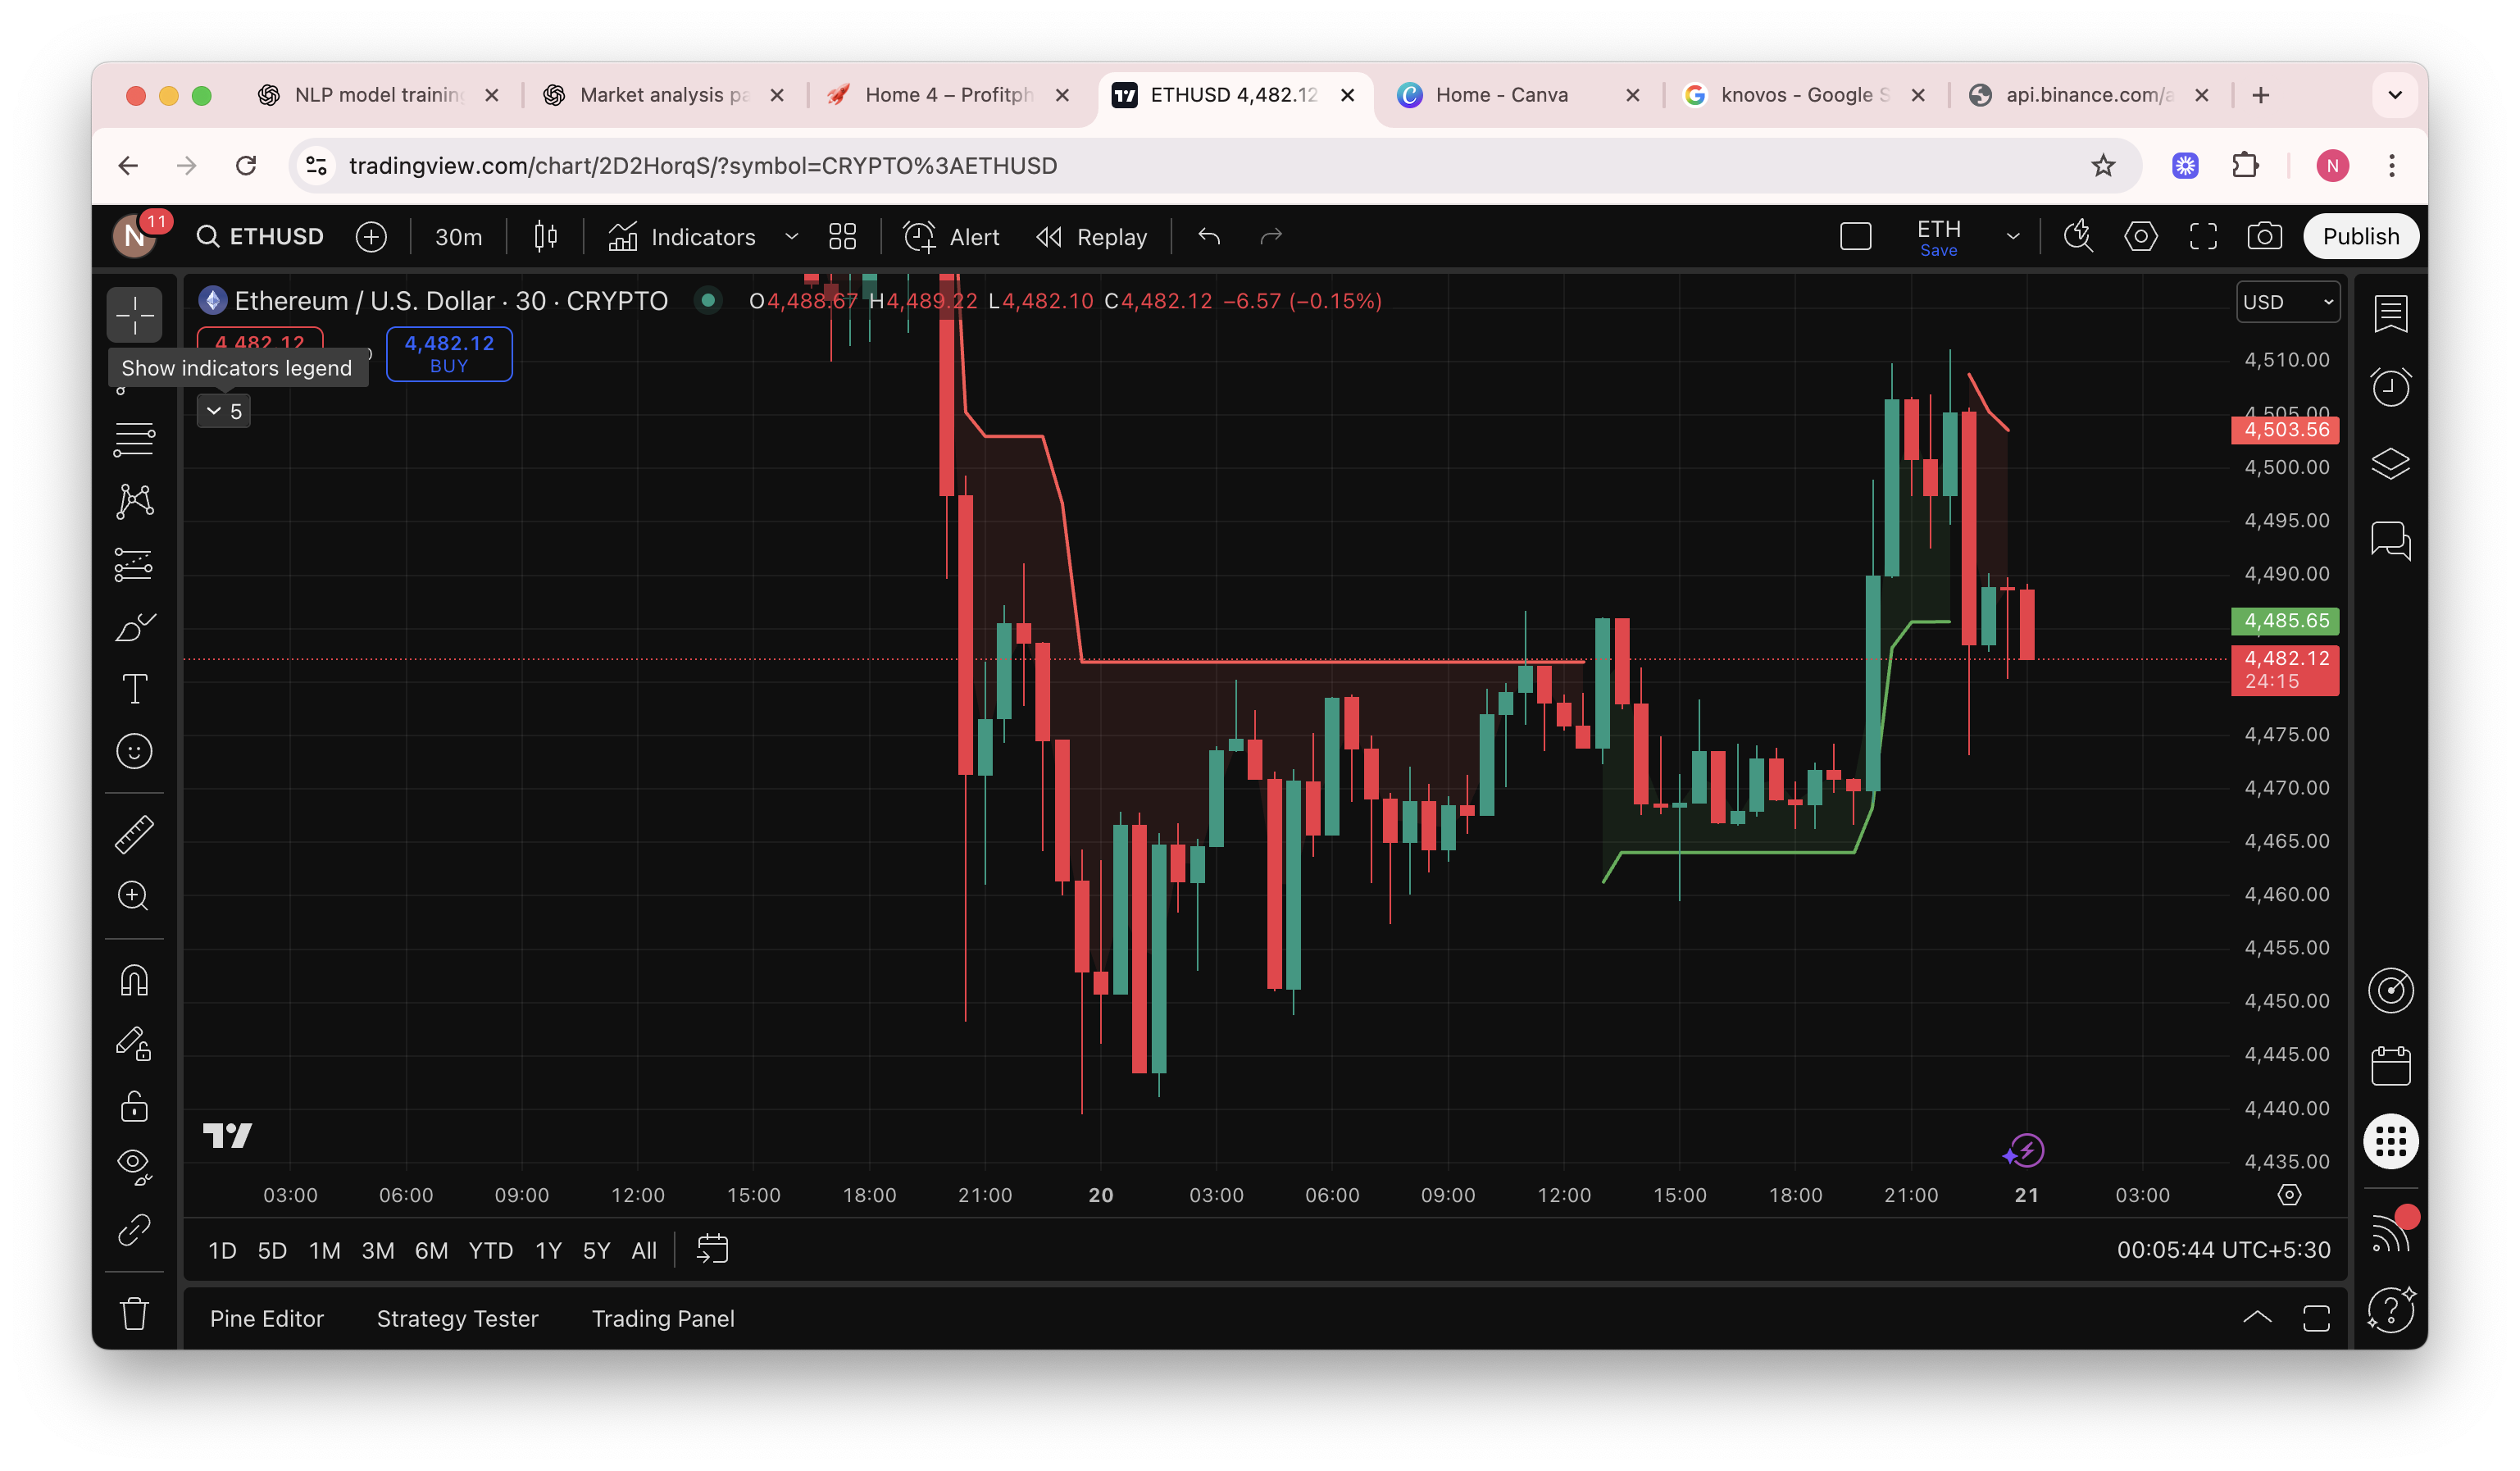 NLP model training
Market analysis pa
Home 4 – Profitph
ETHUSD 4,482.12
Home - Canva
knovos - Google S
api.binance.com/a
tradingview.com/chart/2D2HorqS/?symbol=CRYPTO%3AETHUSD
N
N
11
ETHUSD
30m
Indicators
Alert
Replay
ETH
Save
Publish
Ethereum / U.S. Dollar · 30 · CRYPTO
O4,488.67 H4,489.22 L4,482.10 C4,482.12 −6.57 (−0.15%)
USD
4,482.12
4,482.12
BUY
Show indicators legend
5
4,510.00
4,505.00
4,503.56
4,500.00
4,495.00
4,490.00
4,485.65
4,482.12
24:15
4,475.00
4,470.00
4,465.00
4,460.00
4,455.00
4,450.00
4,445.00
4,440.00
4,435.00
03:00 06:00 09:00 12:00 15:00 18:00 21:00 20 03:00 06:00 09:00 12:00 15:00 18:00 21:00 21 03:00
1D 5D 1M 3M 6M YTD 1Y 5Y All
00:05:44 UTC+5:30
Pine Editor Strategy Tester Trading Panel